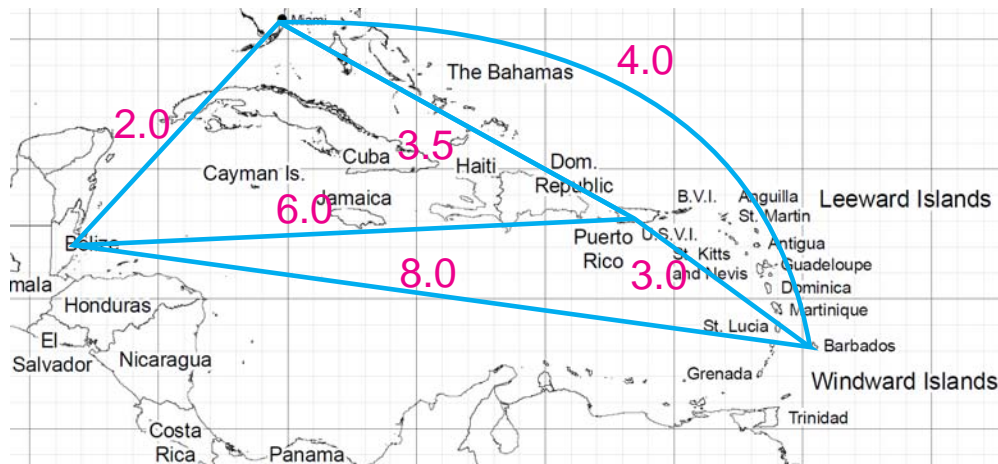 Miami
The Bahamas
4.0
2.0
3.5
Cuba
Haiti
Dom.
Republic
Cayman Is.
Jamaica
6.0
B.V.I.
Anguilla
St. Martin
Leeward Islands
Belize
Puerto
Rico
U.S.V.I.
St. Kitts
and Nevis
Antigua
Guadeloupe
8.0
3.0
mala
Dominica
Honduras
Martinique
El
Salvador
Nicaragua
St. Lucia
Barbados
Grenada
Windward Islands
Trinidad
Costa
Rica
Panama